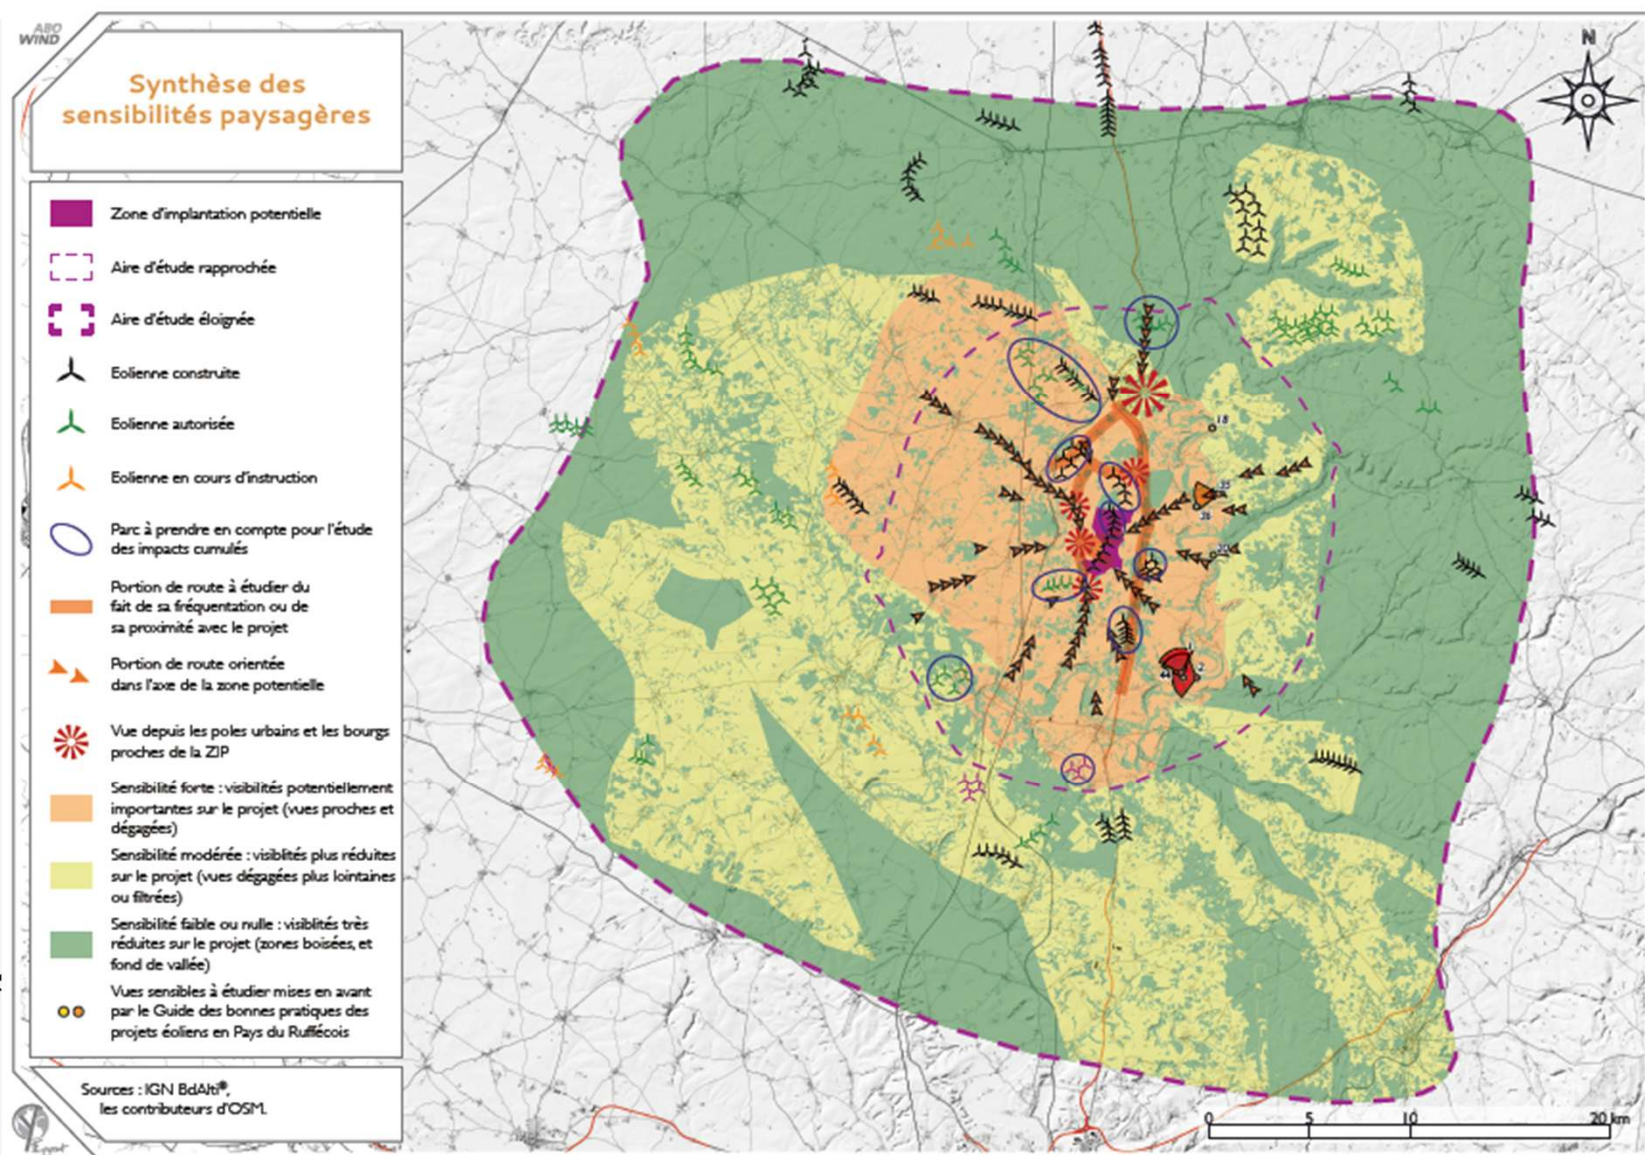 ABO
WIND
Synthèse des
sensibilités paysagères
Zone d'implantation potentielle
Aire d'étude rapprochée
Aire d'étude éloignée
Eolienne construite
Eolienne autorisée
Eolienne en cours d'instruction
Parc à prendre en compte pour l'étude
des impacts cumulés
Portion de route à étudier du
fait de sa fréquentation ou de
sa proximité avec le projet
Portion de route orientée
dans l'axe de la zone potentielle
Vue depuis les poles urbains et les bourgs
proches de la ZIP
Sensibilité forte : visibilités potentiellement
importantes sur le projet (vues proches et
dégagées)
Sensibilité modérée : visiblités plus réduites
sur le projet (vues dégagées plus lointaines
ou filtrées)
Sensibilité faible ou nulle : visiblités très
réduites sur le projet (zones boisées, et
fond de vallée)
Vues sensibles à étudier mises en avant
par le Guide des bonnes pratiques des
projets éoliens en Pays du Rufféçois
Sources : IGN BdAlti®,
les contributeurs d'OSM.
N
18
35
26
20
2
44
0 5 10 20 km